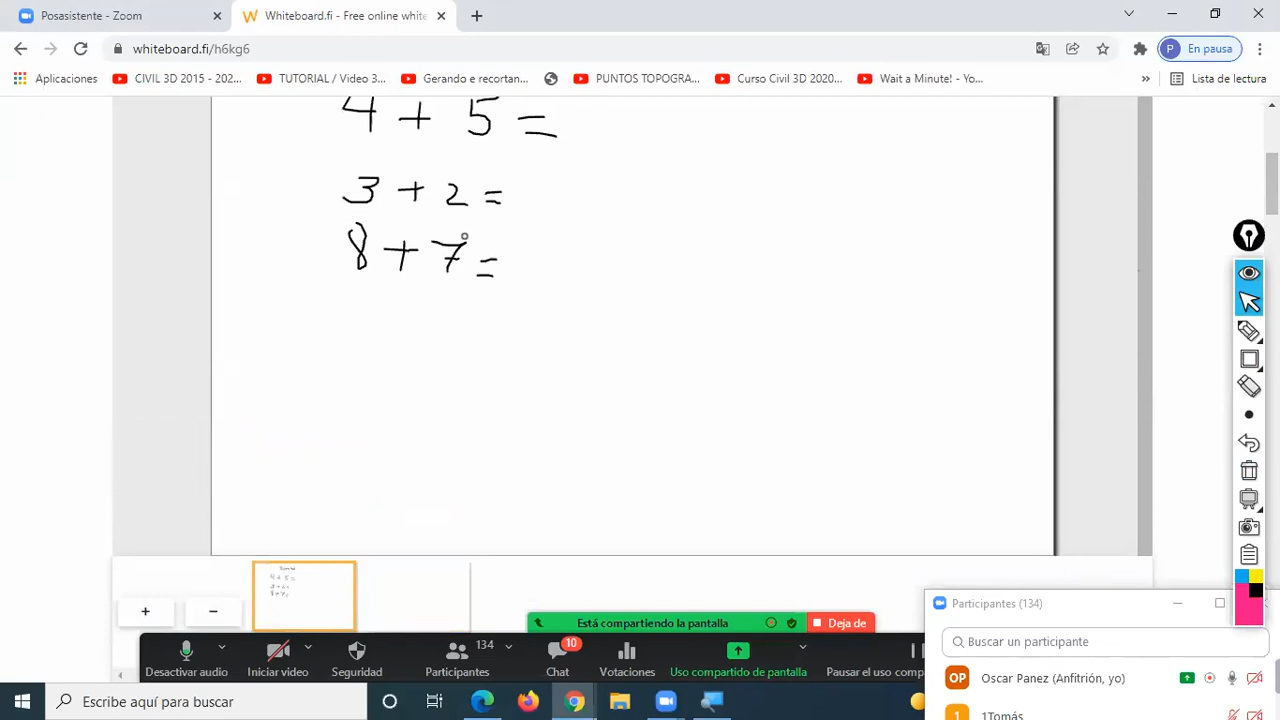 Posasistente - Zoom
Whiteboard.fi - Free online white
whiteboard.fi/h6kg6
P En pausa
Aplicaciones
CIVIL 3D 2015 - 202...
TUTORIAL / Video 3...
Gerando e recortan...
PUNTOS TOPOGRA...
Curso Civil 3D 2020...
Wait a Minute! - Yo...
»
Lista de lectura
4 + 5 =
3 + 2 =
8 + 7 =
+ −
Está compartiendo la pantalla
Deja de
Participantes (134)
Buscar un participante
OP Oscar Panez (Anfitrión, yo)
1 1Tomás
Desactivar audio
Iniciar video
Seguridad
134
Participantes
10
Chat
Votaciones
Uso compartido de pantalla
Pausar el uso comp
Escribe aquí para buscar